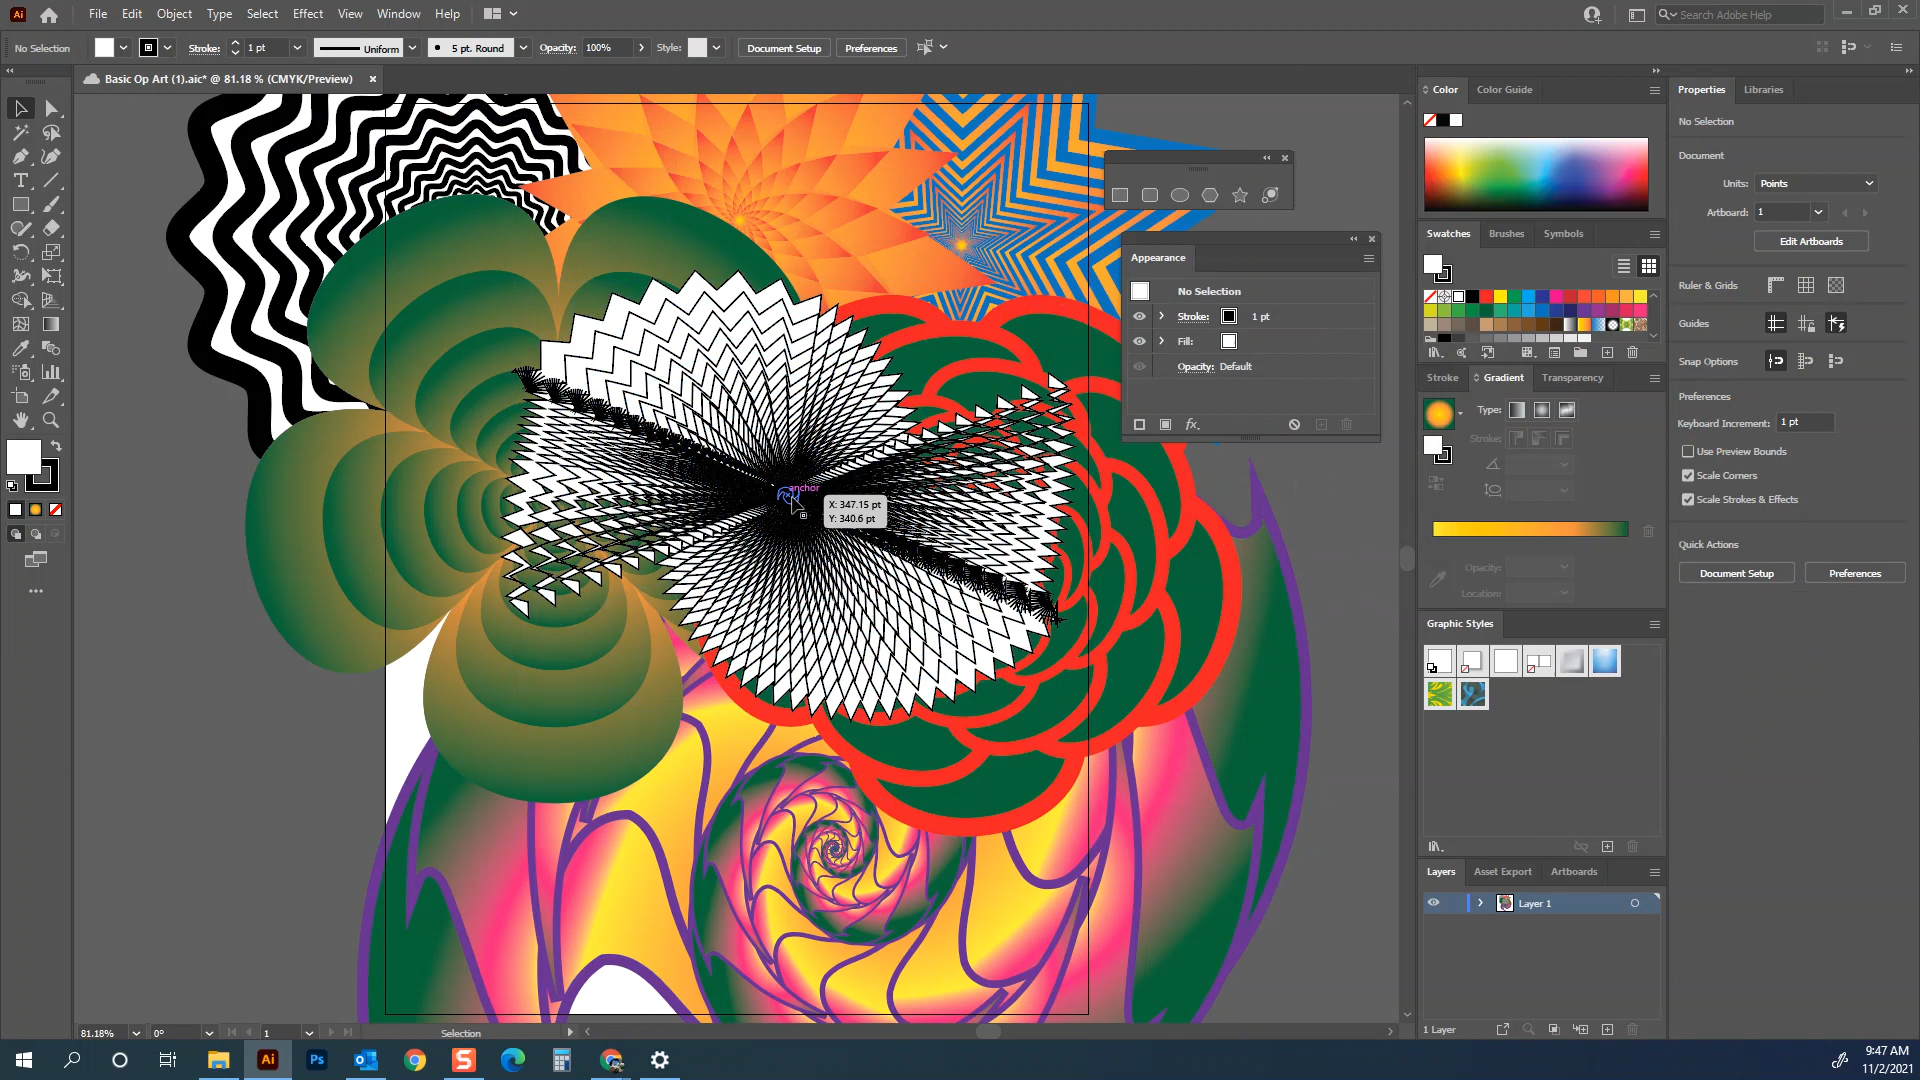 Ai File Edit Object Type Select Effect View Window Help Search Adobe Help
No Selection Stroke: 1 pt Uniform 5 pt. Round Opacity: 100% Style: Document Setup Preferences
Basic Op Art (1).aic* @ 81.18 % (CMYK/Preview)
Color Color Guide
Properties Libraries
No Selection
Document
Units: Points
Artboard: 1
Edit Artboards
Swatches Brushes Symbols
Ruler & Grids
Guides
Snap Options
Preferences
Keyboard Increment: 1 pt
Use Preview Bounds
Scale Corners
Scale Strokes & Effects
Quick Actions
Document Setup Preferences
Appearance
No Selection
Stroke: 1 pt
Fill:
Opacity: Default
fx
Stroke Gradient Transparency
Type:
Stroke:
Opacity:
Location:
anchor
X: 347.15 pt
Y: 340.6 pt
Graphic Styles
Layers Asset Export Artboards
Layer 1
1 Layer
81.18% 0° 1 Selection
Ai Ps S
9:47 AM
11/2/2021